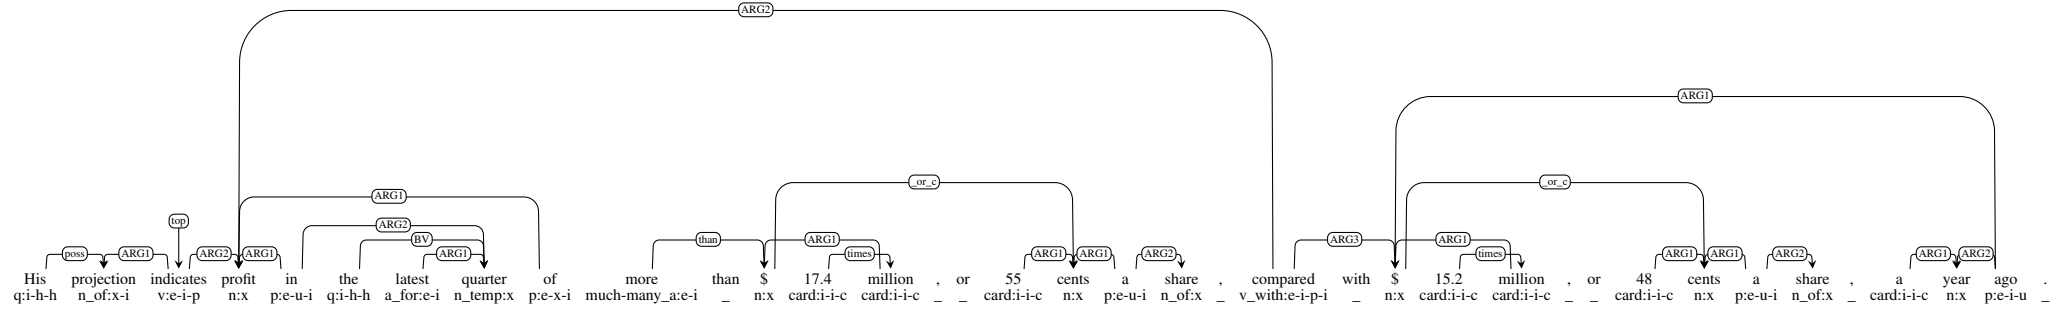 ARG2
ARG1
_or_c _or_c
ARG1
top ARG2
than BV ARG1 ARG3 ARG1
poss ARG1 ARG2 ARG1 ARG1 times ARG1 ARG1 ARG2 times ARG1 ARG1 ARG2 ARG1 ARG2
His projection indicates profit in the latest quarter of more than $ 17.4 million , or 55 cents a share , compared with $ 15.2 million , or 48 cents a share , a year ago .
q:i-h-h n_of:x-i v:e-i-p n:x p:e-u-i q:i-h-h a_for:e-i n_temp:x p:e-x-i much-many_a:e-i _ n:x card:i-i-c card:i-i-c _ _ card:i-i-c n:x p:e-u-i n_of:x _ v_with:e-i-p-i _ n:x card:i-i-c card:i-i-c _ _ card:i-i-c n:x p:e-u-i n_of:x _ card:i-i-c n:x p:e-i-u _